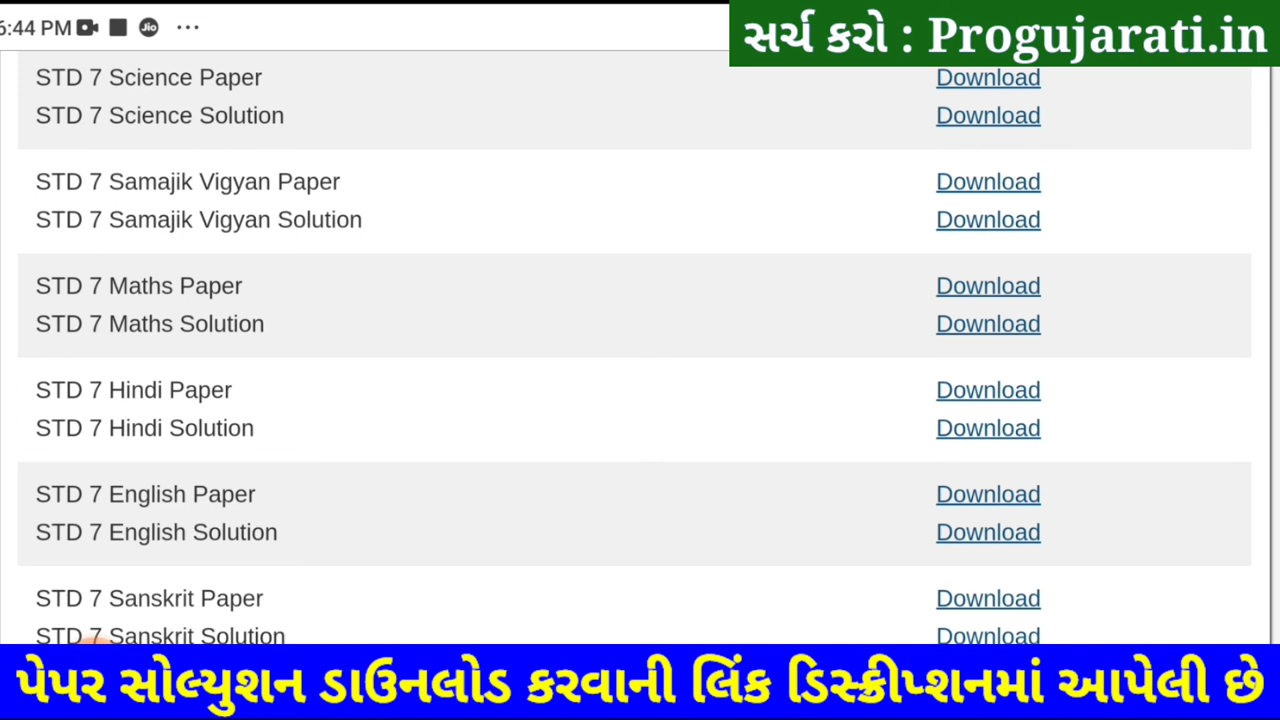 6:44 PM Jio ...
સર્ચ કરો : Progujarati.in
STD 7 Science Paper Download
STD 7 Science Solution Download
STD 7 Samajik Vigyan Paper Download
STD 7 Samajik Vigyan Solution Download
STD 7 Maths Paper Download
STD 7 Maths Solution Download
STD 7 Hindi Paper Download
STD 7 Hindi Solution Download
STD 7 English Paper Download
STD 7 English Solution Download
STD 7 Sanskrit Paper Download
STD 7 Sanskrit Solution Download
પેપર સોલ્યુશન ડાઉનલોડ કરવાની લિંક ડિસ્ક્રીપ્શનમાં આપેલી છે